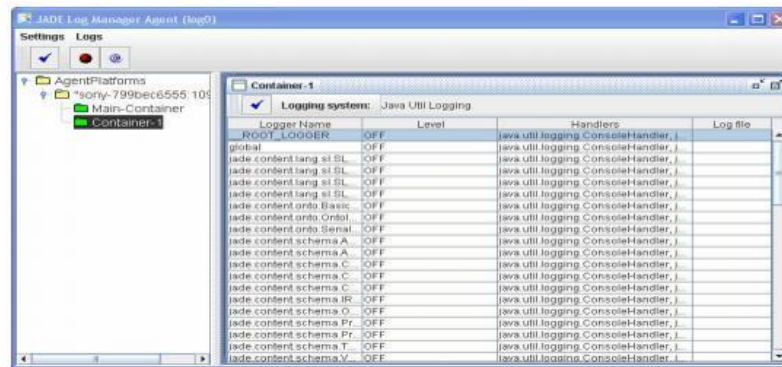 JADE Log Manager Agent (log0)
Settings Logs
AgentPlatforms
*sony-799bec6555:109
Main-Container
Container-1
Container-1
Logging system: Java Util Logging
Logger Name Level Handlers Log file
__ROOT_LOGGER OFF java.util.logging.ConsoleHandler, j...
global OFF java.util.logging.ConsoleHandler, j...
jade.content.lang.sl.SL... OFF java.util.logging.ConsoleHandler, j...
jade.content.lang.sl.SL... OFF java.util.logging.ConsoleHandler, j...
jade.content.lang.sl.SL... OFF java.util.logging.ConsoleHandler, j...
jade.content.onto.Basic... OFF java.util.logging.ConsoleHandler, j...
jade.content.onto.Ontol... OFF java.util.logging.ConsoleHandler, j...
jade.content.onto.Serial... OFF java.util.logging.ConsoleHandler, j...
jade.content.schema.A... OFF java.util.logging.ConsoleHandler, j...
jade.content.schema.A... OFF java.util.logging.ConsoleHandler, j...
jade.content.schema.C... OFF java.util.logging.ConsoleHandler, j...
jade.content.schema.C... OFF java.util.logging.ConsoleHandler, j...
jade.content.schema.C... OFF java.util.logging.ConsoleHandler, j...
jade.content.schema.IR... OFF java.util.logging.ConsoleHandler, j...
jade.content.schema.O... OFF java.util.logging.ConsoleHandler, j...
jade.content.schema.Pr... OFF java.util.logging.ConsoleHandler, j...
jade.content.schema.Pr... OFF java.util.logging.ConsoleHandler, j...
jade.content.schema.T... OFF java.util.logging.ConsoleHandler, j...
jade.content.schema.V... OFF java.util.logging.ConsoleHandler, j...